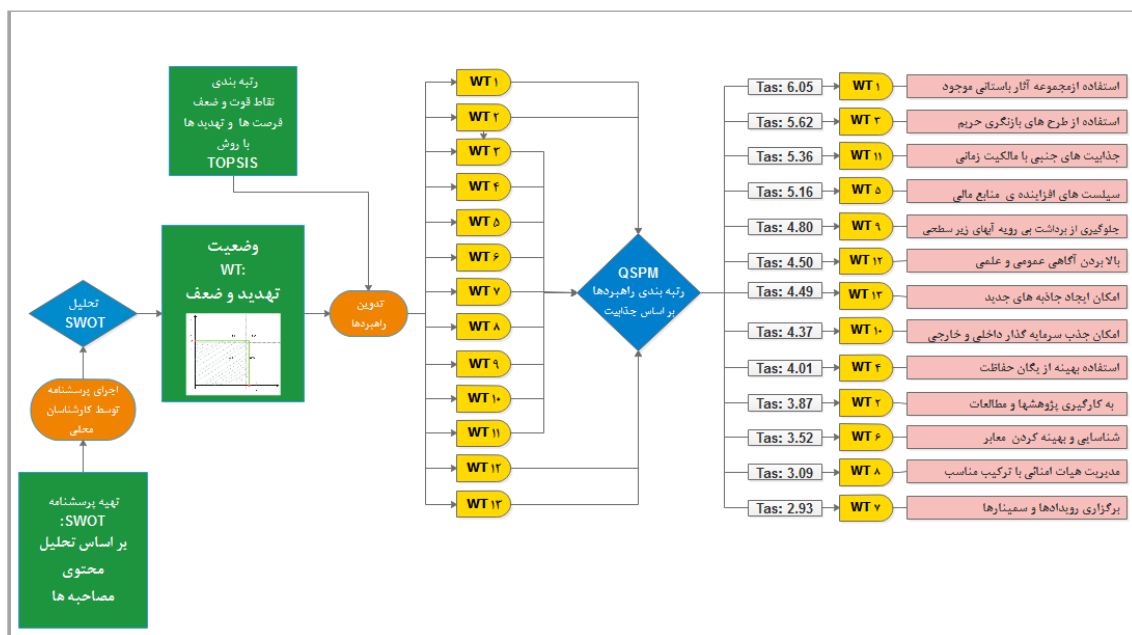 رتبه بندی
نقاط قوت و ضعف
فرصت ها و تهدید ها
با روش
TOPSIS
تحلیل
SWOT
اجرای پرسشنامه
توسط کارشناسان
محلی
تهیه پرسشنامه
SWOT:
بر اساس تحلیل
محتوی
مصاحبه ها
وضعیت
WT:
تهدید و ضعف
تدوین
راهبردها
WT ۱
WT ۲
WT ۳
WT ۴
WT ۵
WT ۶
WT ۷
WT ۸
WT ۹
WT ۱۰
WT ۱۱
WT ۱۲
WT ۱۳
QSPM
رتبه بندی راهبردها
بر اساس جذابیت
Tas: 6.05 WT ۱ استفاده ازمجموعه آثار باستانی موجود
Tas: 5.62 WT ۳ استفاده از طرح های بازنگری حریم
Tas: 5.36 WT ۱۱ جذابیت های جنبی با مالکیت زمانی
Tas: 5.16 WT ۵ سیلست های افزاینده ی منابع مالی
Tas: 4.80 WT ۹ جلوگیری از برداشت بی رویه آبهای زیر سطحی
Tas: 4.50 WT ۱۲ بالا بردن آگاهی عمومی و علمی
Tas: 4.49 WT ۱۳ امکان ایجاد جاذبه های جدید
Tas: 4.37 WT ۱۰ امکان جذب سرمایه گذار داخلی و خارجی
Tas: 4.01 WT ۴ استفاده بهینه از یگان حفاظت
Tas: 3.87 WT ۲ به کارگیری پژوهشها و مطالعات
Tas: 3.52 WT ۶ شناسایی و بهینه کردن معابر
Tas: 3.09 WT ۸ مدیریت هیات امنائی با ترکیب مناسب
Tas: 2.93 WT ۷ برگزاری رویدادها و سمینارها